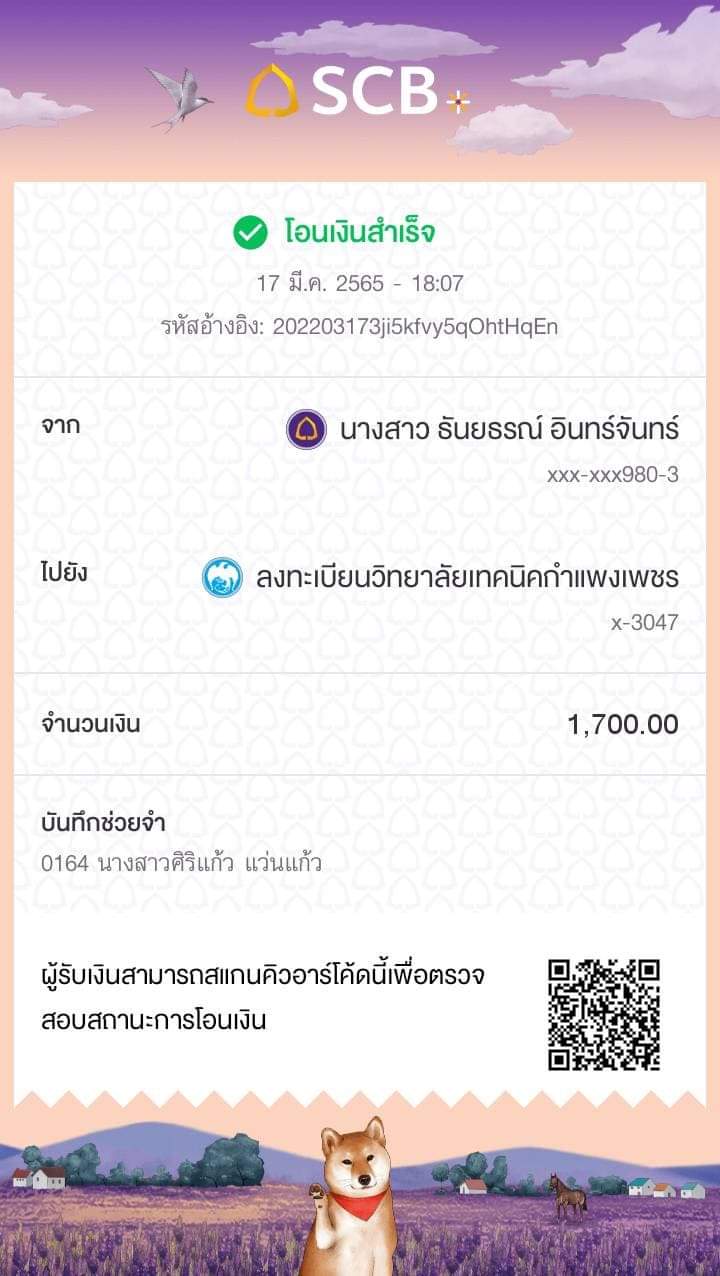 SCB
โอนเงินสำเร็จ
17 มี.ค. 2565 - 18:07
รหัสอ้างอิง: 202203173ji5kfvy5qOhtHqEn
จาก
นางสาว ธันยธรณ์ อินทร์จันทร์
xxx-xxx980-3
ไปยัง
ลงทะเบียนวิทยาลัยเทคนิคกำแพงเพชร
x-3047
จำนวนเงิน 1,700.00
บันทึกช่วยจำ
0164 นางสาวศิริแก้ว แว่นแก้ว
ผู้รับเงินสามารถสแกนคิวอาร์โค้ดนี้เพื่อตรวจ
สอบสถานะการโอนเงิน